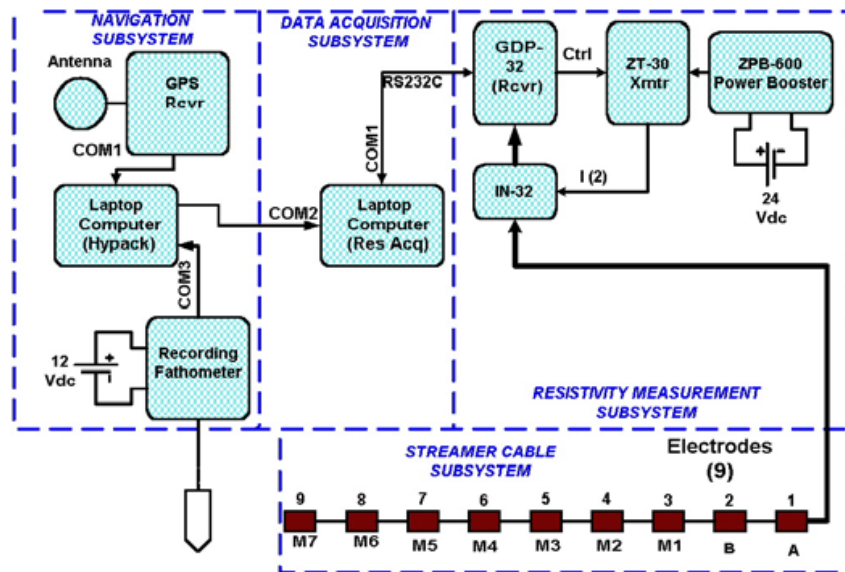 NAVIGATION
SUBSYSTEM
Antenna
GPS
Rcvr
COM1
Laptop
Computer
(Hypack)
COM2
COM3
12
Vdc
+
-
Recording
Fathometer
DATA ACQUISITION
SUBSYSTEM
RS232C
COM1
Laptop
Computer
(Res Acq)
GDP-
32
(Rcvr)
Ctrl
ZT-30
Xmtr
ZPB-600
Power Booster
+ -
24
Vdc
IN-32
I (2)
RESISTIVITY MEASUREMENT
SUBSYSTEM
STREAMER CABLE
SUBSYSTEM
Electrodes
(9)
9 8 7 6 5 4 3 2 1
M7 M6 M5 M4 M3 M2 M1 B A